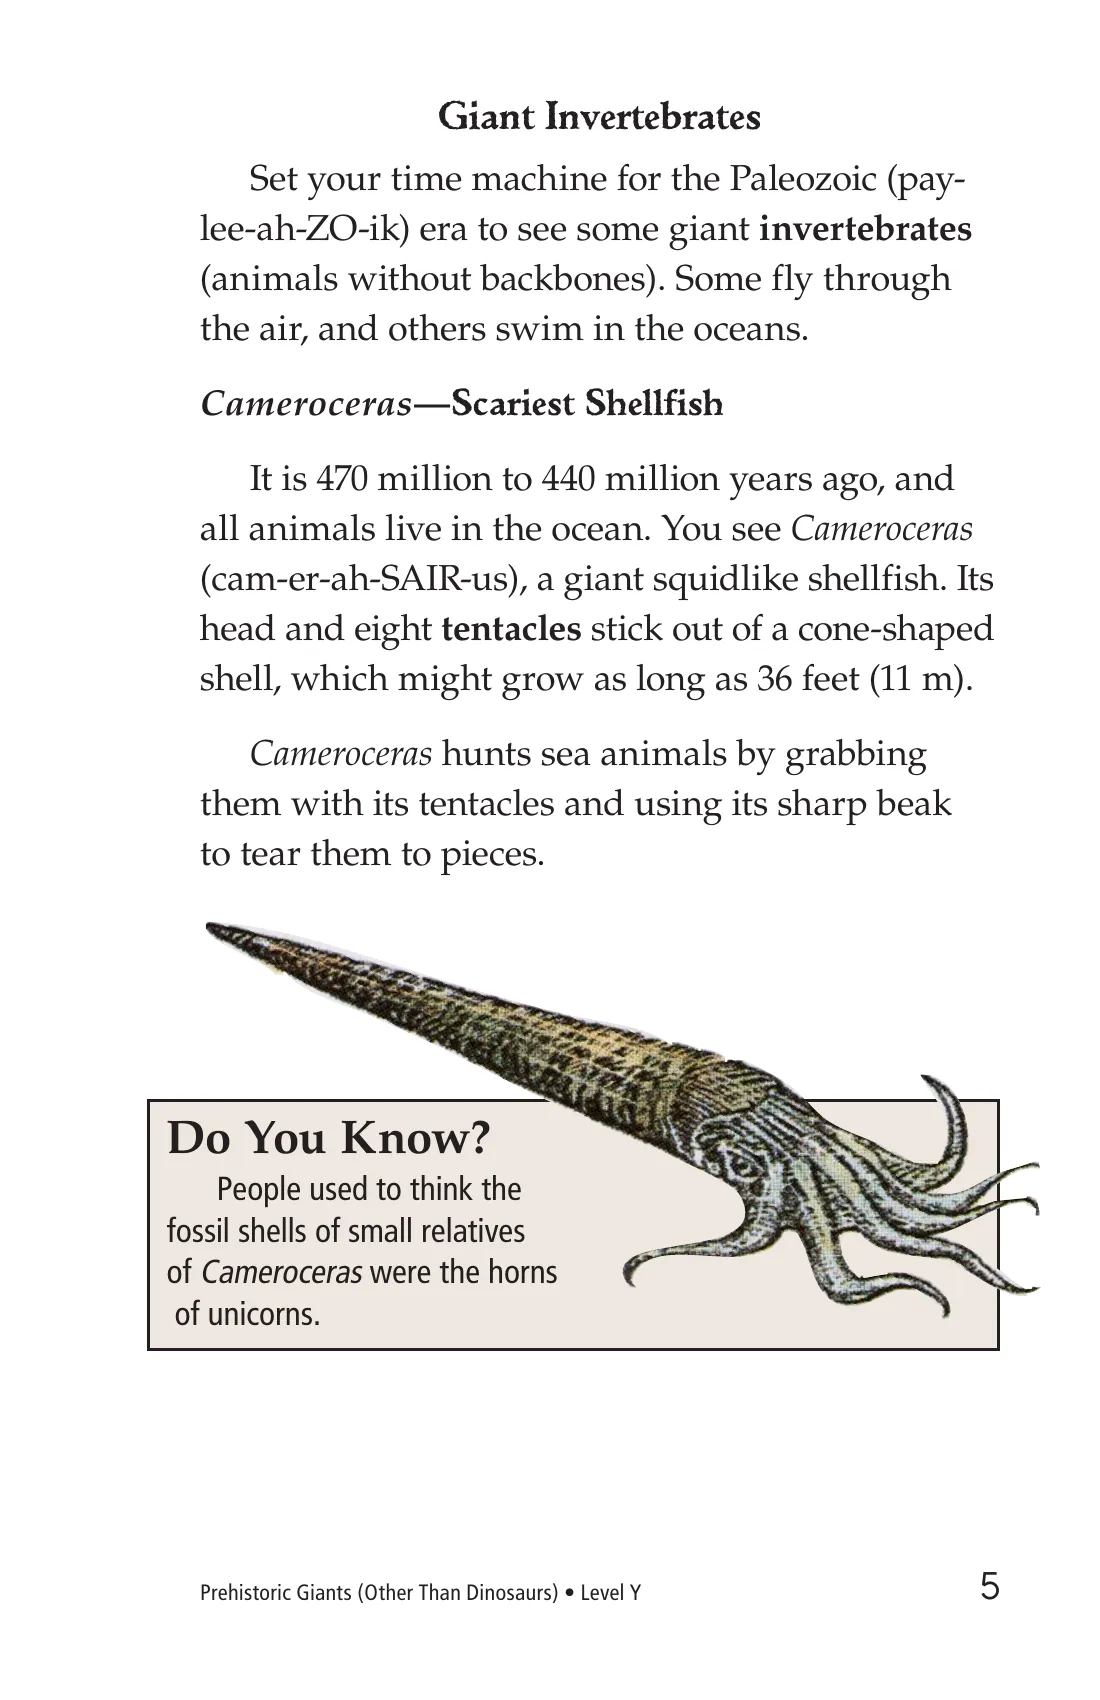 Giant Invertebrates
Set your time machine for the Paleozoic (pay-
lee-ah-ZO-ik) era to see some giant invertebrates
(animals without backbones). Some fly through
the air, and others swim in the oceans.
Cameroceras—Scariest Shellfish
It is 470 million to 440 million years ago, and
all animals live in the ocean. You see Cameroceras
(cam-er-ah-SAIR-us), a giant squidlike shellfish. Its
head and eight tentacles stick out of a cone-shaped
shell, which might grow as long as 36 feet (11 m).
Cameroceras hunts sea animals by grabbing
them with its tentacles and using its sharp beak
to tear them to pieces.
Do You Know?
People used to think the
fossil shells of small relatives
of Cameroceras were the horns
of unicorns.
Prehistoric Giants (Other Than Dinosaurs) • Level Y
5